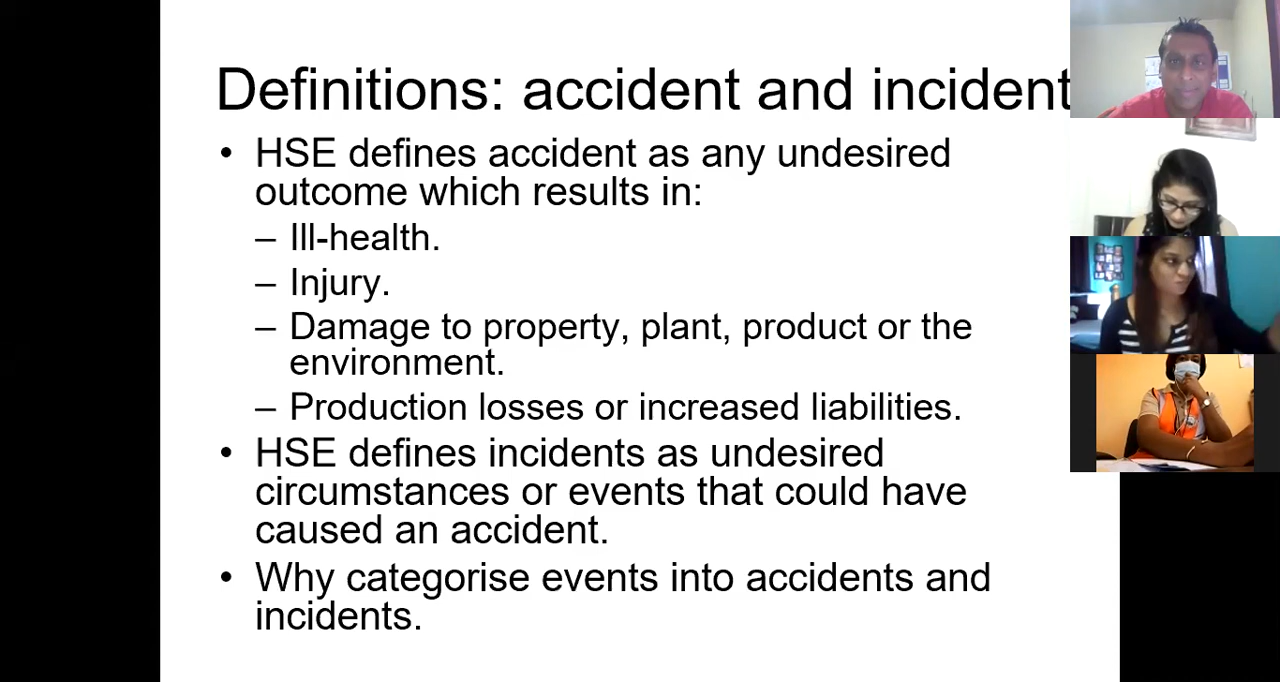 Definitions: accident and incident
• HSE defines accident as any undesired
outcome which results in:
– Ill-health.
– Injury.
– Damage to property, plant, product or the
environment.
– Production losses or increased liabilities.
• HSE defines incidents as undesired
circumstances or events that could have
caused an accident.
• Why categorise events into accidents and
incidents.